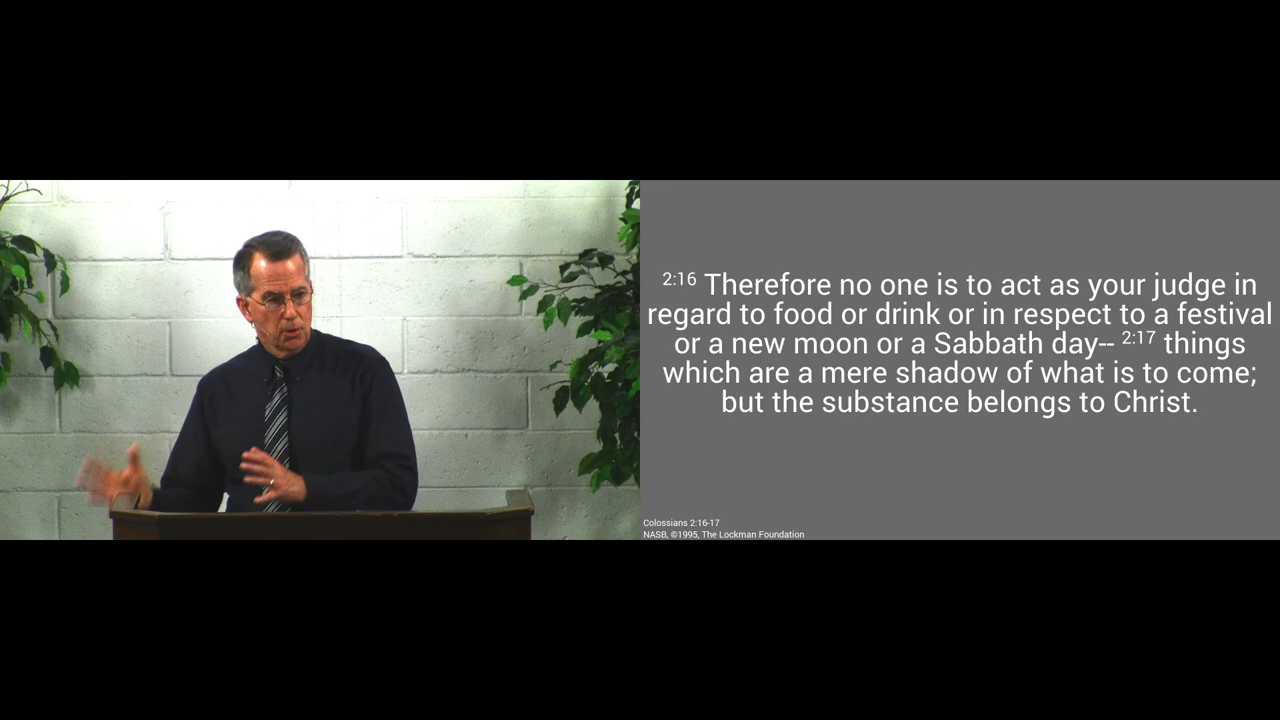 2:16 Therefore no one is to act as your judge in
regard to food or drink or in respect to a festival
or a new moon or a Sabbath day-- 2:17 things
which are a mere shadow of what is to come;
but the substance belongs to Christ.
Colossians 2:16-17
NASB, ©1995, The Lockman Foundation